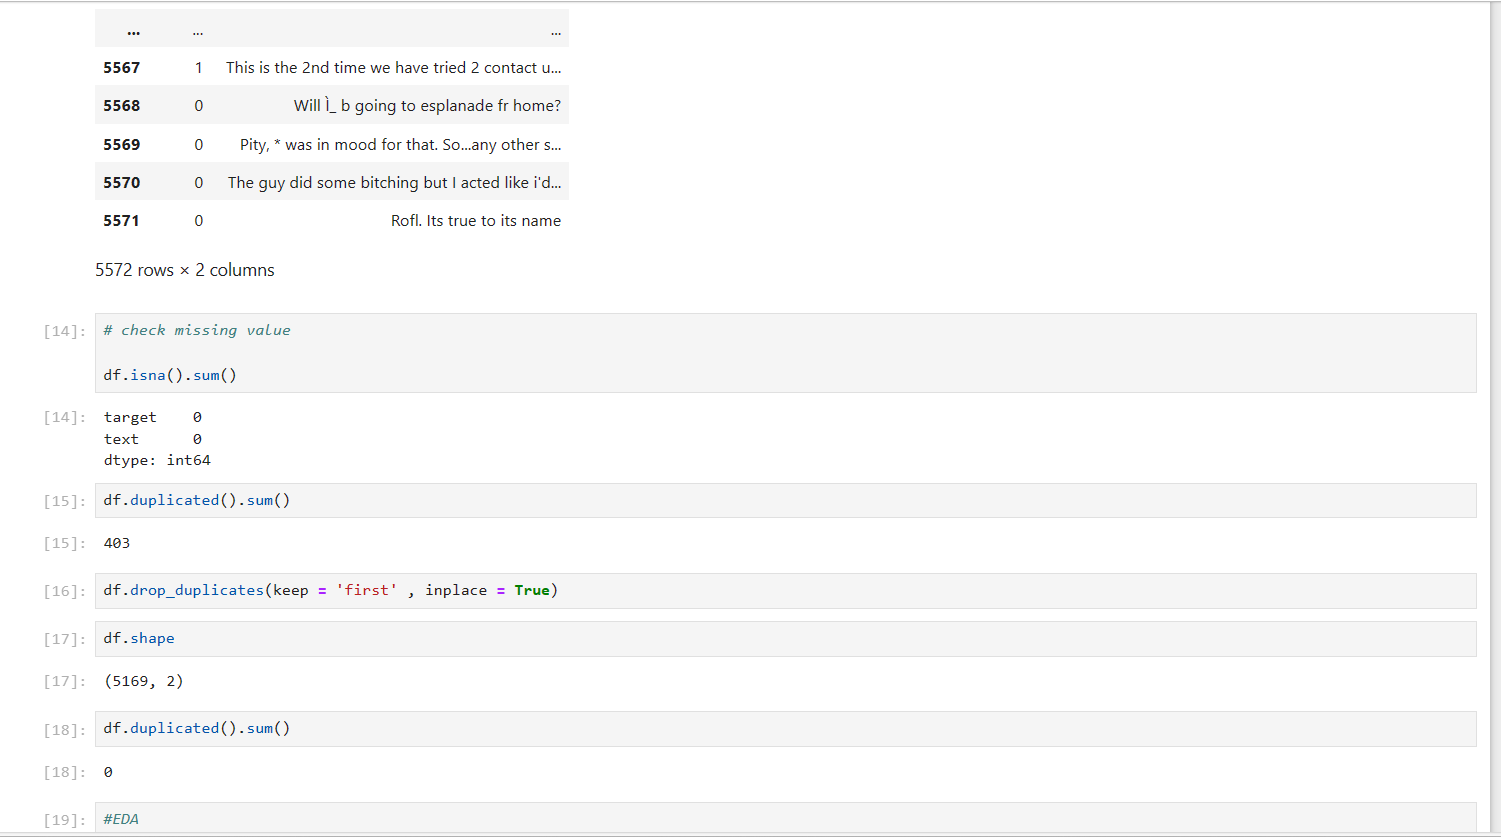 ... ... ...
5567 1 This is the 2nd time we have tried 2 contact u...
5568 0 Will Ì_ b going to esplanade fr home?
5569 0 Pity, * was in mood for that. So...any other s...
5570 0 The guy did some bitching but I acted like i'd...
5571 0 Rofl. Its true to its name
5572 rows × 2 columns
[14]: # check missing value
df.isna().sum()
[14]: target 0
text 0
dtype: int64
[15]: df.duplicated().sum()
[15]: 403
[16]: df.drop_duplicates(keep = 'first' , inplace = True)
[17]: df.shape
[17]: (5169, 2)
[18]: df.duplicated().sum()
[18]: 0
[19]: #EDA